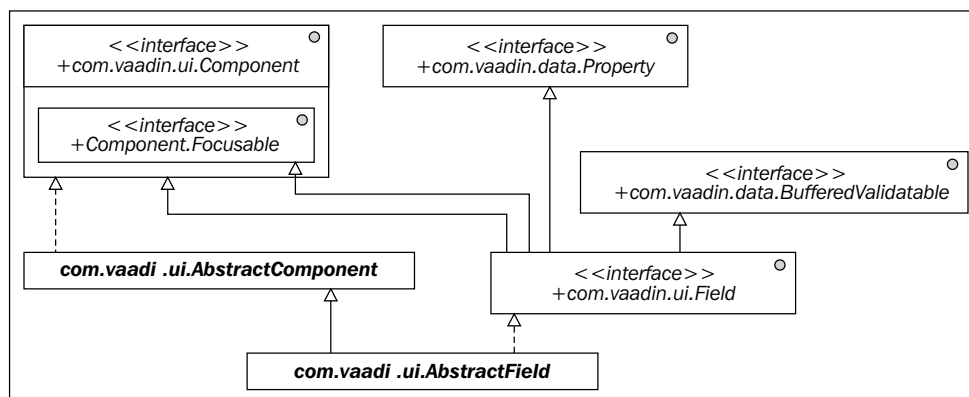 <<interface>>
+com.vaadin.ui.Component
<<interface>>
+Component.Focusable
<<interface>>
+com.vaadin.data.Property
<<interface>>
+com.vaadin.data.BufferedValidatable
com.vaadi .ui.AbstractComponent
<<interface>>
+com.vaadin.ui.Field
com.vaadi .ui.AbstractField